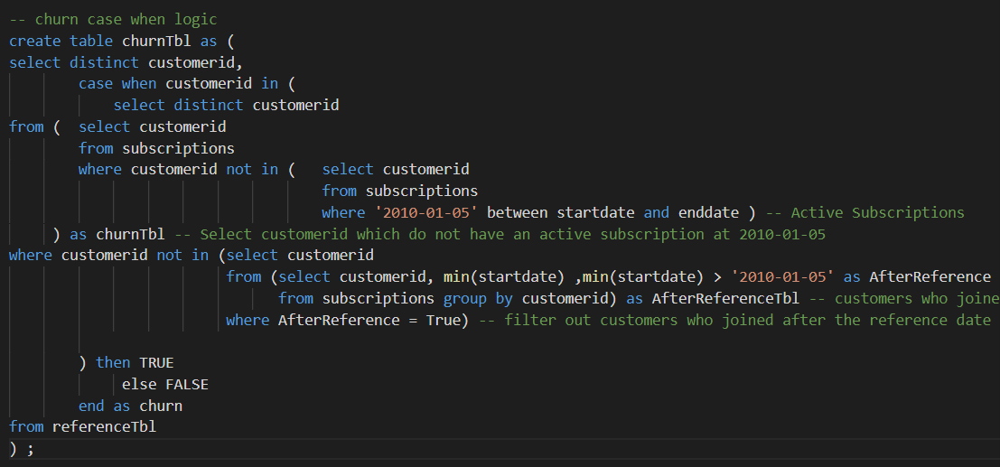 -- churn case when logic
create table churnTbl as (
select distinct customerid,
case when customerid in (
select distinct customerid
from ( select customerid
from subscriptions
where customerid not in ( select customerid
from subscriptions
where '2010-01-05' between startdate and enddate ) -- Active Subscriptions
) as churnTbl -- Select customerid which do not have an active subscription at 2010-01-05
where customerid not in (select customerid
from (select customerid, min(startdate) ,min(startdate) > '2010-01-05' as AfterReference
from subscriptions group by customerid) as AfterReferenceTbl -- customers who joine
where AfterReference = True) -- filter out customers who joined after the reference date
) then TRUE
else FALSE
end as churn
from referenceTbl
) ;